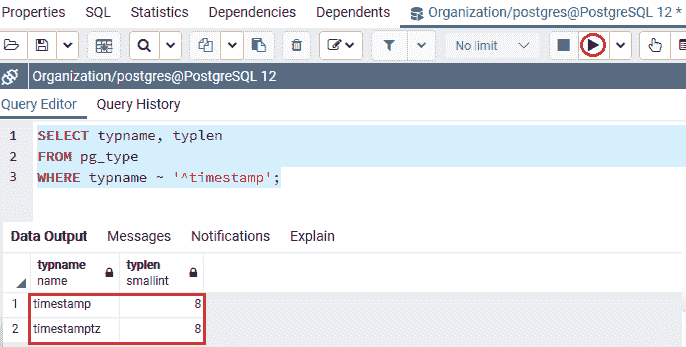 Properties SQL Statistics Dependencies Dependents Organization/postgres@PostgreSQL 12 *
No limit
Organization/postgres@PostgreSQL 12
Query Editor Query History
1 SELECT typname, typlen
2 FROM pg_type
3 WHERE typname ~ '^timestamp';
Data Output Messages Notifications Explain
typname typlen
name smallint
1 timestamp 8
2 timestamptz 8